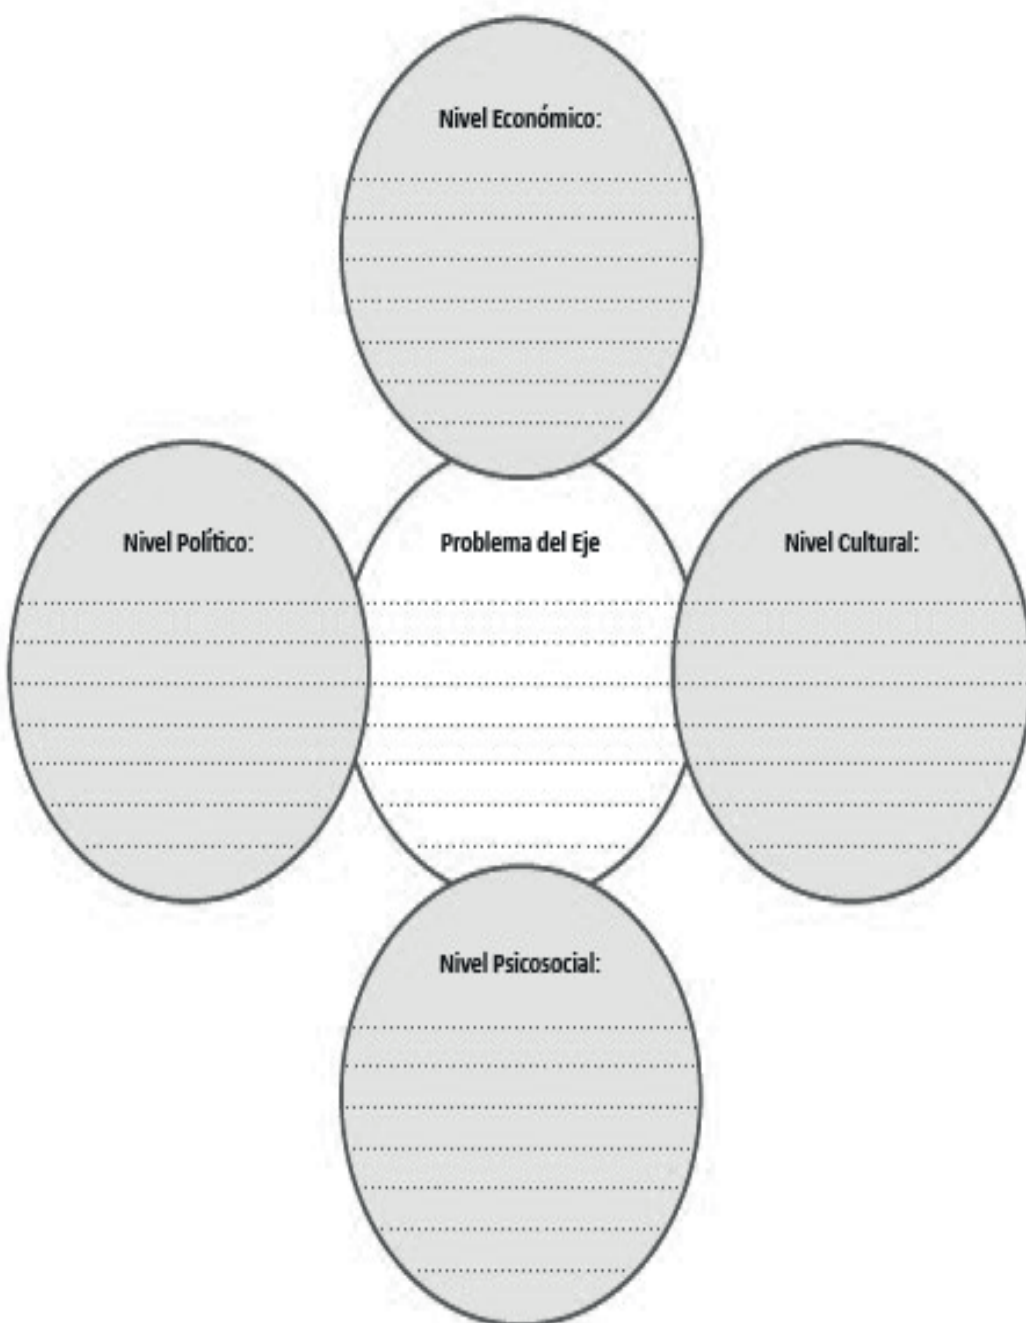 Nivel Económico:
Nivel Político:
Problema del Eje
Nivel Cultural:
Nivel Psicosocial: